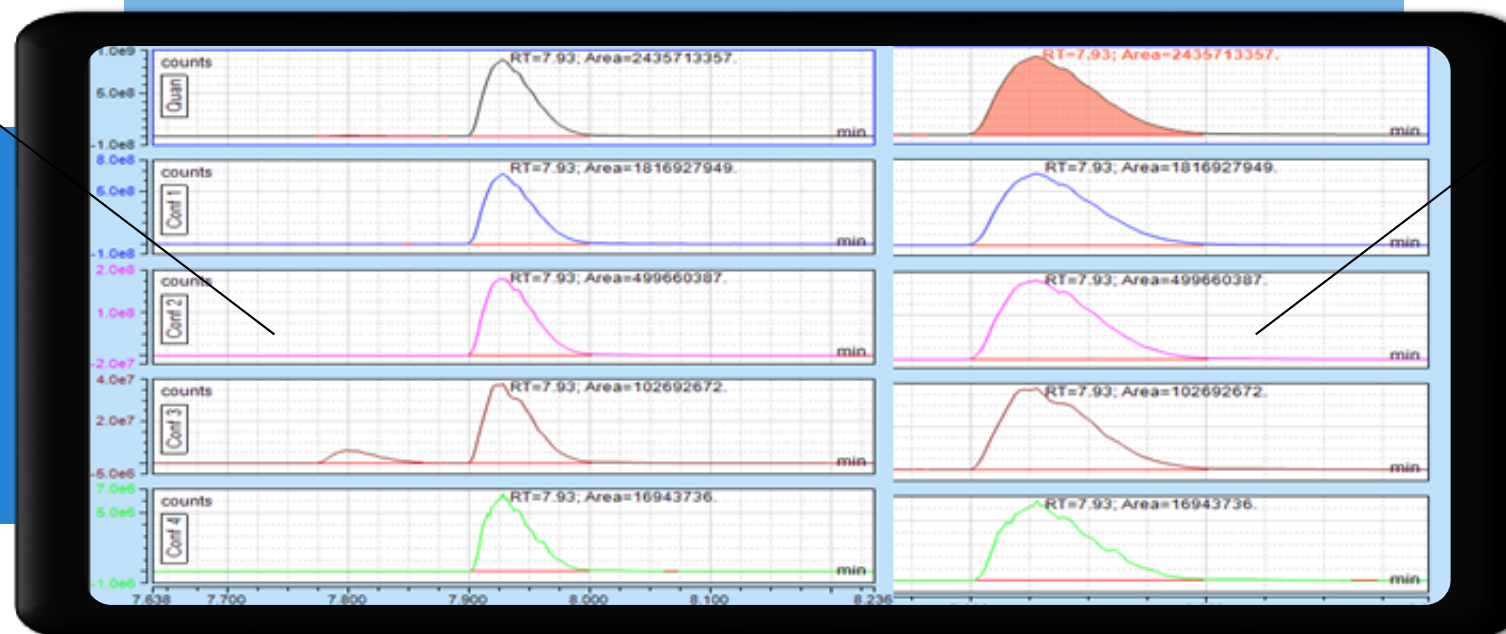 1.0e9
counts
Quan
RT=7.93; Area=2435713357.
5.0e8
-1.0e8
min
8.0e8
counts
Conf 1
RT=7.93; Area=1816927949.
5.0e8
-1.0e8
min
2.0e8
counts
Conf 2
RT=7.93; Area=499660387.
1.0e8
-2.0e7
min
4.0e7
counts
Conf 3
RT=7.93; Area=102692672.
2.0e7
-5.0e6
min
7.0e6
counts
Conf 4
RT=7.93; Area=16943736.
5.0e6
-1.0e6
min
7.638 7.700 7.800 7.900 8.000 8.100 8.236
RT=7.93; Area=2435713357.
min
RT=7.93; Area=1816927949.
min
RT=7.93; Area=499660387.
min
RT=7.93; Area=102692672.
min
RT=7.93; Area=16943736.
min